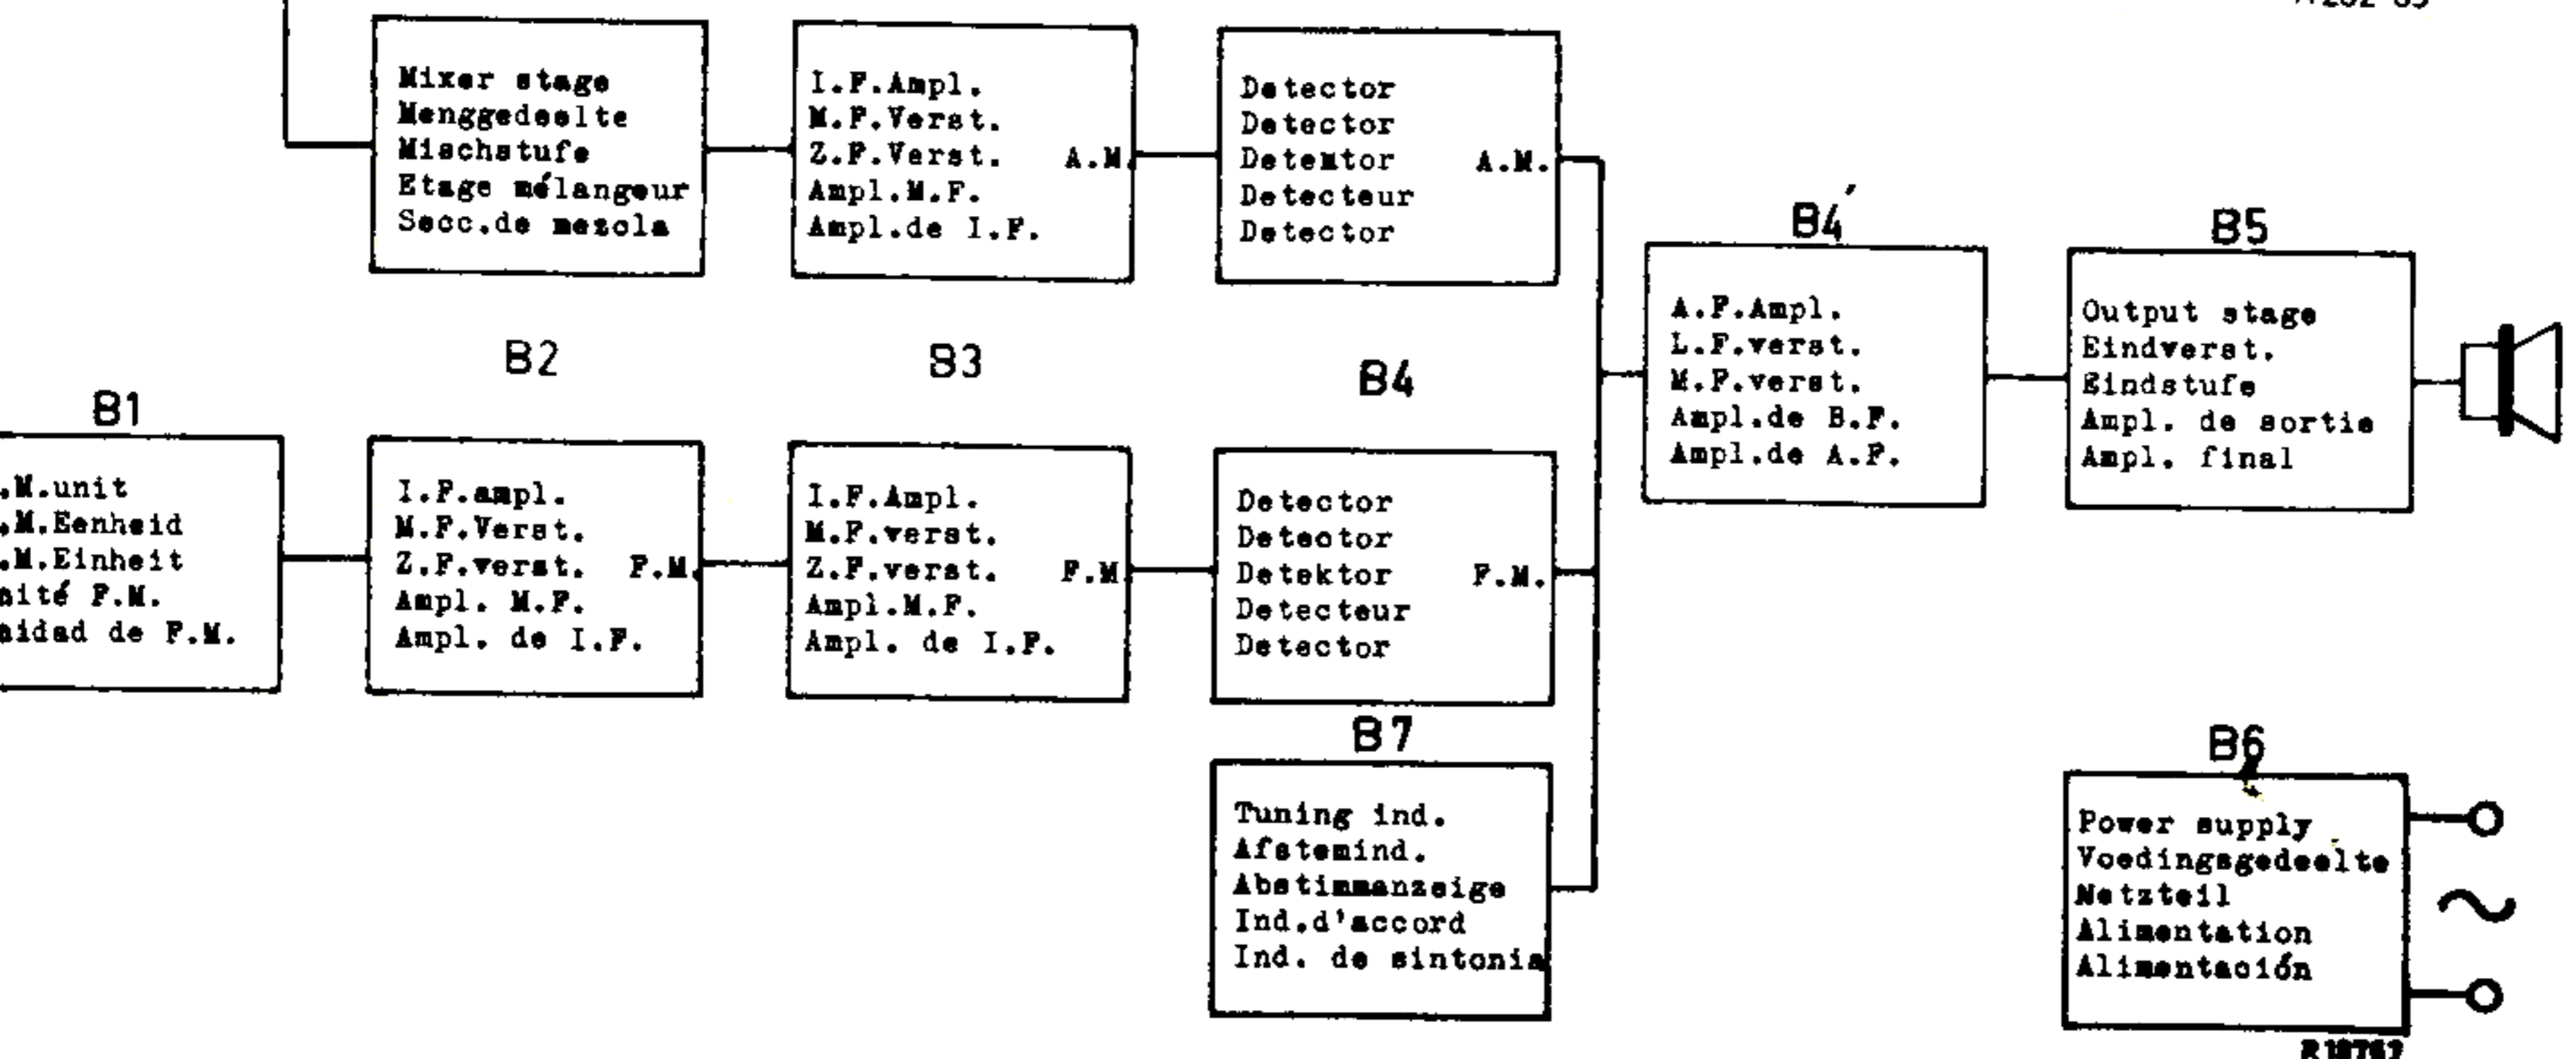 Mixer stage
Menggedeelte
Mischstufe
Etage mélangeur
Secc.de mezcla
I.F.Ampl.
M.F.Verst.
Z.F.Verst.
A.M.
Ampl.M.F.
Ampl.de I.F.
Detector
Detector
Detemtor
A.M.
Detecteur
Detector
B4'
A.F.Ampl.
L.F.verst.
M.F.verst.
Ampl.de B.F.
Ampl.de A.F.
B5
Output stage
Eindverst.
Eindstufe
Ampl. de sortie
Ampl. final
B1
.M.unit
.M.Eenheid
.M.Einheit
nité F.M.
nidad de F.M.
B2
I.F.ampl.
M.F.Verst.
Z.F.verst.
F.M.
Ampl. M.F.
Ampl. de I.F.
B3
I.F.Ampl.
M.F.verst.
Z.F.verst.
F.M
Ampl.M.F.
Ampl. de I.F.
B4
Detector
Detector
Detektor
F.M.
Detecteur
Detector
B7
Tuning ind.
Afstemind.
Abstimmanzeige
Ind.d'accord
Ind. de sintonia
B6
Power supply
Voedingsgedeelte
Netzteil
Alimentation
Alimentación